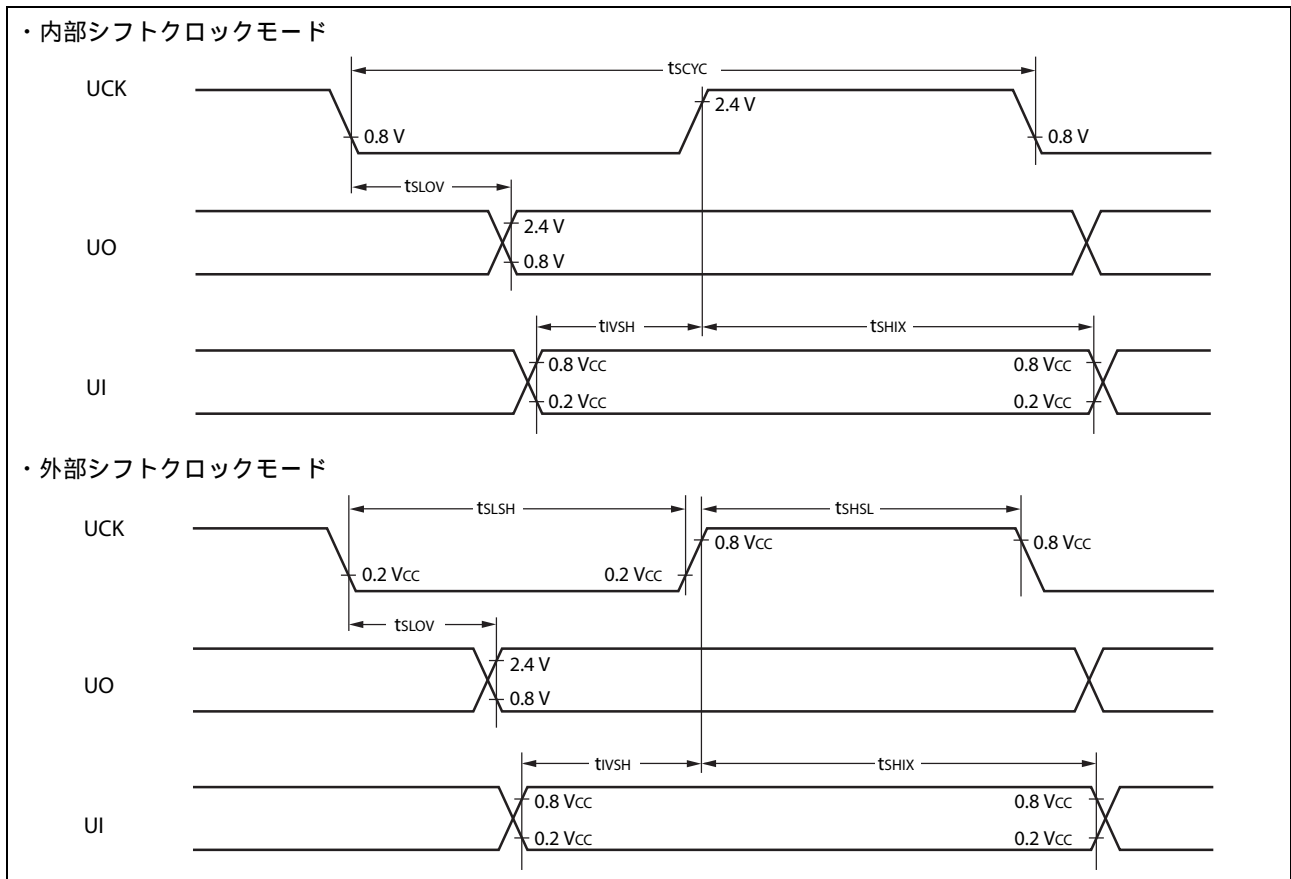 ・内部シフトクロックモード
tSCYC
UCK
2.4 V
0.8 V
0.8 V
tSLOV
2.4 V
UO
0.8 V
tIVSH
tSHIX
0.8 VCC
0.8 VCC
UI
0.2 VCC
0.2 VCC
・外部シフトクロックモード
tSLSH
tSHSL
UCK
0.8 VCC
0.8 VCC
0.2 VCC
0.2 VCC
tSLOV
2.4 V
UO
0.8 V
tIVSH
tSHIX
0.8 VCC
0.8 VCC
UI
0.2 VCC
0.2 VCC